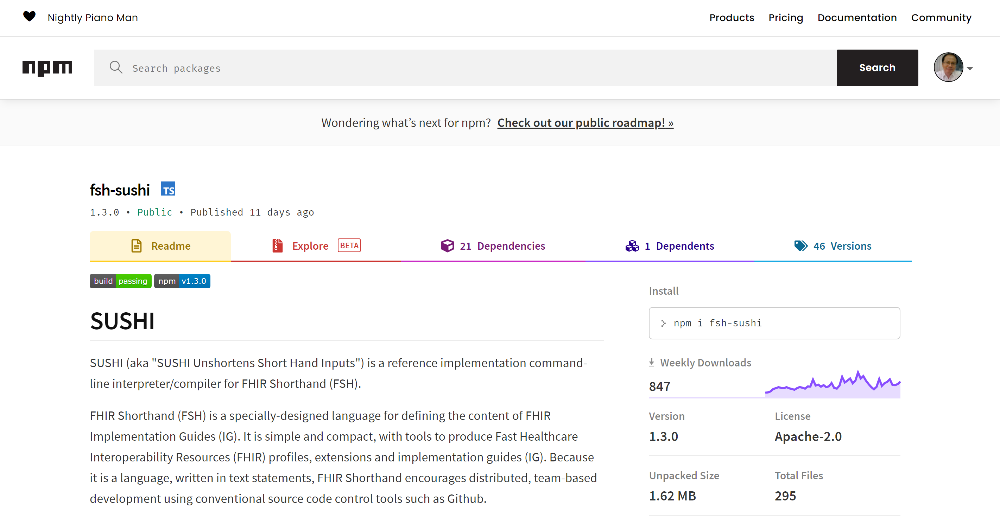 Nightly Piano Man
Products Pricing Documentation Community
npm
Search packages
Search
Wondering what’s next for npm? Check out our public roadmap! »
fsh-sushi TS
1.3.0 • Public • Published 11 days ago
Readme
Explore BETA
21 Dependencies
1 Dependents
46 Versions
build passing npm v1.3.0
SUSHI
SUSHI (aka "SUSHI Unshortens Short Hand Inputs") is a reference implementation command-
line interpreter/compiler for FHIR Shorthand (FSH).
FHIR Shorthand (FSH) is a specially-designed language for defining the content of FHIR
Implementation Guides (IG). It is simple and compact, with tools to produce Fast Healthcare
Interoperability Resources (FHIR) profiles, extensions and implementation guides (IG). Because
it is a language, written in text statements, FHIR Shorthand encourages distributed, team-based
development using conventional source code control tools such as Github.
Install
> npm i fsh-sushi
Weekly Downloads
847
Version
1.3.0
License
Apache-2.0
Unpacked Size
1.62 MB
Total Files
295